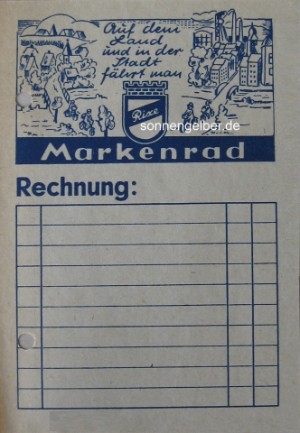 Auf dem
Land
und in der
Stadt
fährt man
Rixe
sonnengelber.de
Markenrad
Rechnung: